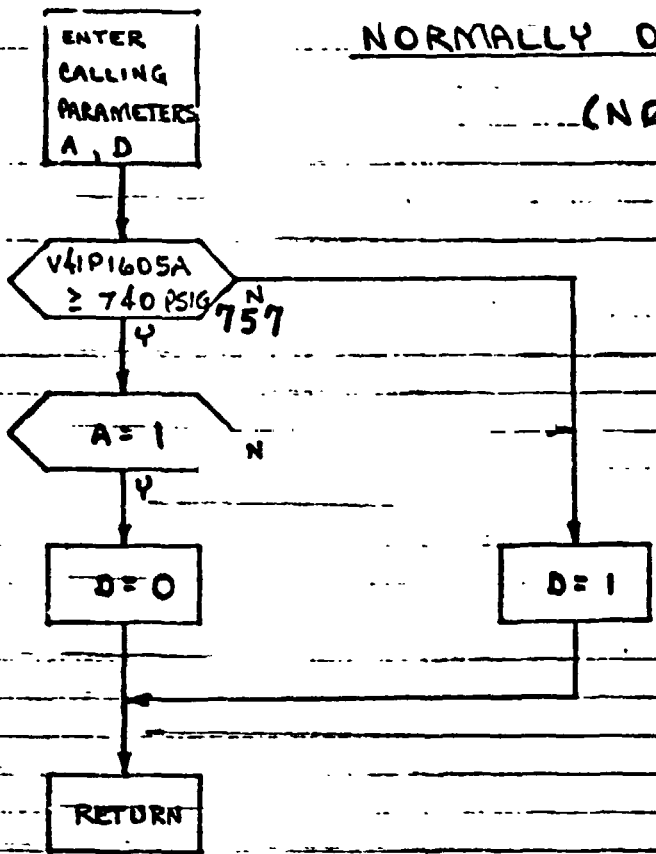 ENTER
CALLING
PARAMETERS
A, D
NORMALLY
V41P1605A
≥ 740 PSIG
N
757
Y
A = 1
N
Y
D = 0
D = 1
RETURN